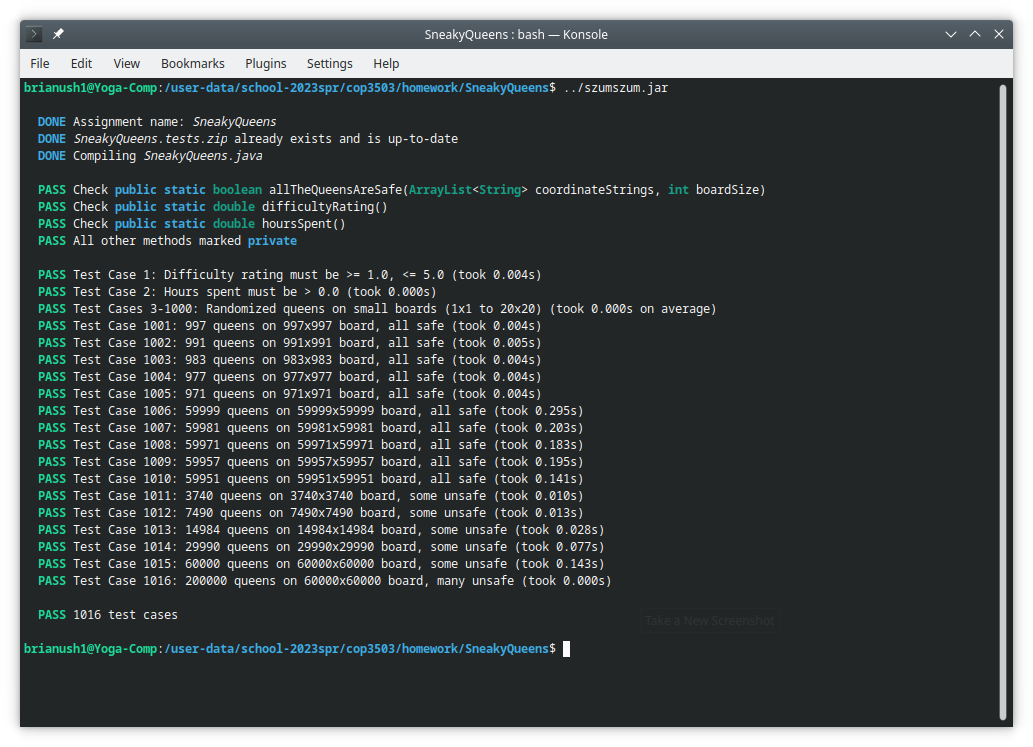 SneakyQueens : bash — Konsole
File Edit View Bookmarks Plugins Settings Help
brianush1@Yoga-Comp:/user-data/school-2023spr/cop3503/homework/SneakyQueens$ ../szumszum.jar
DONE Assignment name: SneakyQueens
DONE SneakyQueens.tests.zip already exists and is up-to-date
DONE Compiling SneakyQueens.java
PASS Check public static boolean allTheQueensAreSafe(ArrayList<String> coordinateStrings, int boardSize)
PASS Check public static double difficultyRating()
PASS Check public static double hoursSpent()
PASS All other methods marked private
PASS Test Case 1: Difficulty rating must be >= 1.0, <= 5.0 (took 0.004s)
PASS Test Case 2: Hours spent must be > 0.0 (took 0.000s)
PASS Test Cases 3-1000: Randomized queens on small boards (1x1 to 20x20) (took 0.000s on average)
PASS Test Case 1001: 997 queens on 997x997 board, all safe (took 0.004s)
PASS Test Case 1002: 991 queens on 991x991 board, all safe (took 0.005s)
PASS Test Case 1003: 983 queens on 983x983 board, all safe (took 0.004s)
PASS Test Case 1004: 977 queens on 977x977 board, all safe (took 0.004s)
PASS Test Case 1005: 971 queens on 971x971 board, all safe (took 0.004s)
PASS Test Case 1006: 59999 queens on 59999x59999 board, all safe (took 0.295s)
PASS Test Case 1007: 59981 queens on 59981x59981 board, all safe (took 0.203s)
PASS Test Case 1008: 59971 queens on 59971x59971 board, all safe (took 0.183s)
PASS Test Case 1009: 59957 queens on 59957x59957 board, all safe (took 0.195s)
PASS Test Case 1010: 59951 queens on 59951x59951 board, all safe (took 0.141s)
PASS Test Case 1011: 3740 queens on 3740x3740 board, some unsafe (took 0.010s)
PASS Test Case 1012: 7490 queens on 7490x7490 board, some unsafe (took 0.013s)
PASS Test Case 1013: 14984 queens on 14984x14984 board, some unsafe (took 0.028s)
PASS Test Case 1014: 29990 queens on 29990x29990 board, some unsafe (took 0.077s)
PASS Test Case 1015: 60000 queens on 60000x60000 board, some unsafe (took 0.143s)
PASS Test Case 1016: 200000 queens on 60000x60000 board, many unsafe (took 0.000s)
PASS 1016 test cases
Take a New Screenshot
brianush1@Yoga-Comp:/user-data/school-2023spr/cop3503/homework/SneakyQueens$